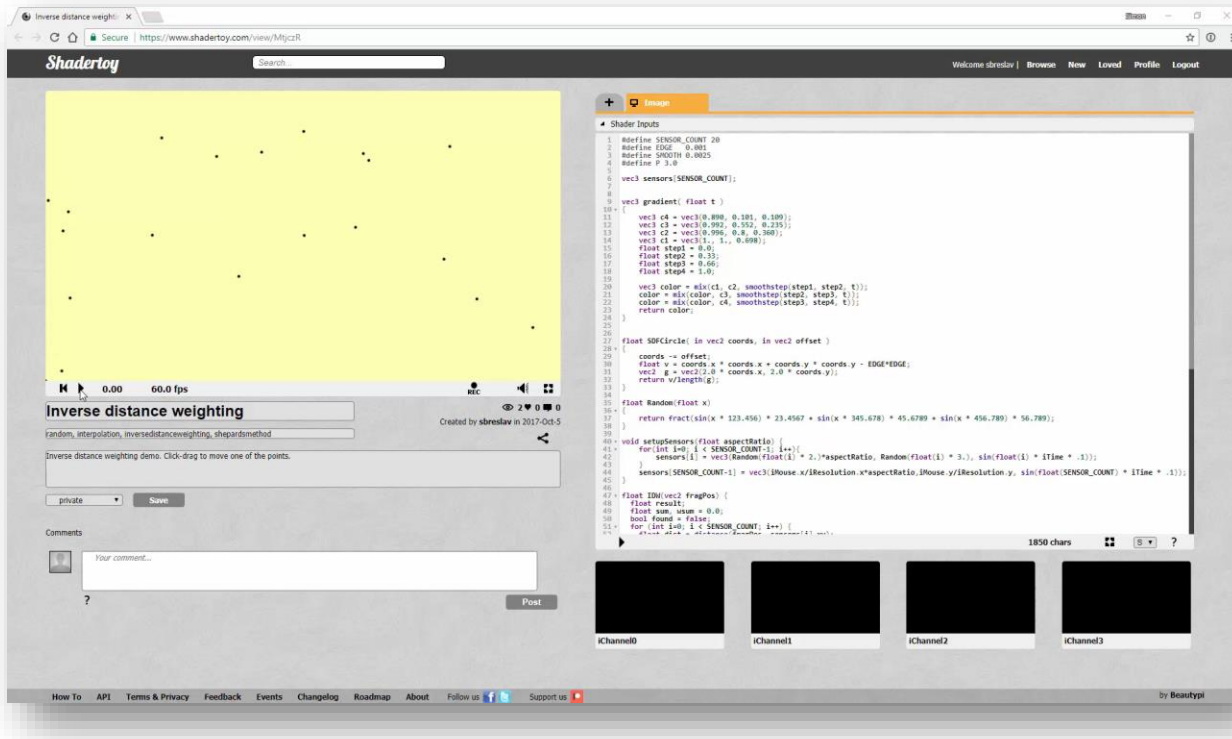 Inverse distance weighti
Secure | https://www.shadertoy.com/view/MtjczR
Shadertoy
Search...
Welcome sbreslav | Browse New Loved Profile Logout
0.00 60.0 fps
REC
Inverse distance weighting
2 0 0
Created by sbreslav in 2017-Oct-5
random, interpolation, inversedistanceweighting, shepardsmethod
Inverse distance weighting demo. Click-drag to move one of the points.
private Save
Comments
Your comment...
?
Post
+ Image
Shader Inputs
1 #define SENSOR_COUNT 20
2 #define EDGE 0.001
3 #define SMOOTH 0.0025
4 #define P 3.0
5
6 vec3 sensors[SENSOR_COUNT];
7
8
9 vec3 gradient( float t )
10 {
11 vec3 c4 = vec3(0.890, 0.101, 0.109);
12 vec3 c3 = vec3(0.992, 0.552, 0.235);
13 vec3 c2 = vec3(0.996, 0.8, 0.360);
14 vec3 c1 = vec3(1., 1., 0.698);
15 float step1 = 0.0;
16 float step2 = 0.33;
17 float step3 = 0.66;
18 float step4 = 1.0;
19
20 vec3 color = mix(c1, c2, smoothstep(step1, step2, t));
21 color = mix(color, c3, smoothstep(step2, step3, t));
22 color = mix(color, c4, smoothstep(step3, step4, t));
23 return color;
24 }
25
26
27 float SDFCircle( in vec2 coords, in vec2 offset )
28 {
29 coords -= offset;
30 float v = coords.x * coords.x + coords.y * coords.y - EDGE*EDGE;
31 vec2 g = vec2(2.0 * coords.x, 2.0 * coords.y);
32 return v/length(g);
33 }
34
35 float Random(float x)
36 {
37 return fract(sin(x * 123.456) * 23.4567 + sin(x * 345.678) * 45.6789 + sin(x * 456.789) * 56.789);
38 }
39
40 void setupSensors(float aspectRatio) {
41 for(int i=0; i < SENSOR_COUNT-1; i++){
42 sensors[i] = vec3(Random(float(i) * 2.)*aspectRatio, Random(float(i) * 3.), sin(float(i) * iTime * .1));
43 }
44 sensors[SENSOR_COUNT-1] = vec3(iMouse.x/iResolution.x*aspectRatio,iMouse.y/iResolution.y, sin(float(SENSOR_COUNT) * iTime * .1));
45 }
46
47 float IDW(vec2 fragPos) {
48 float result;
49 float sum, wsum = 0.0;
50 bool found = false;
51 for (int i=0; i < SENSOR_COUNT; i++) {
1850 chars S ?
iChannel0 iChannel1 iChannel2 iChannel3
How To API Terms & Privacy Feedback Events Changelog Roadmap About Follow us Support us by Beautypi